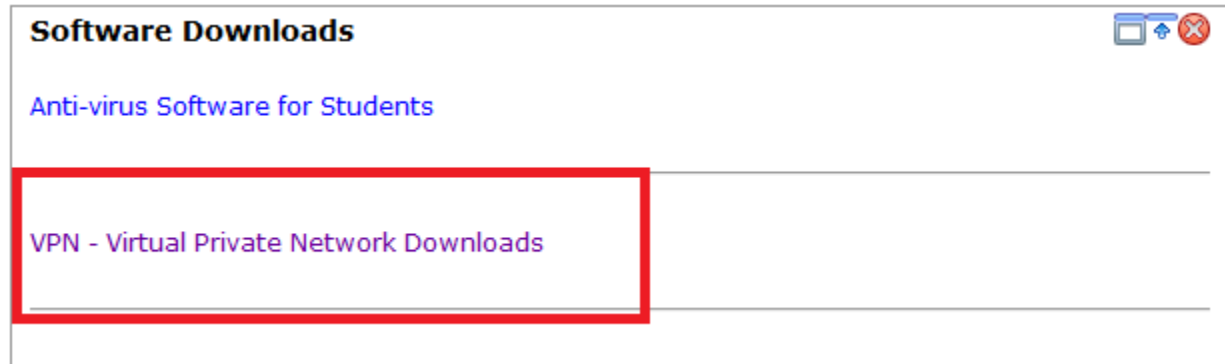 Software Downloads
Anti-virus Software for Students
VPN - Virtual Private Network Downloads